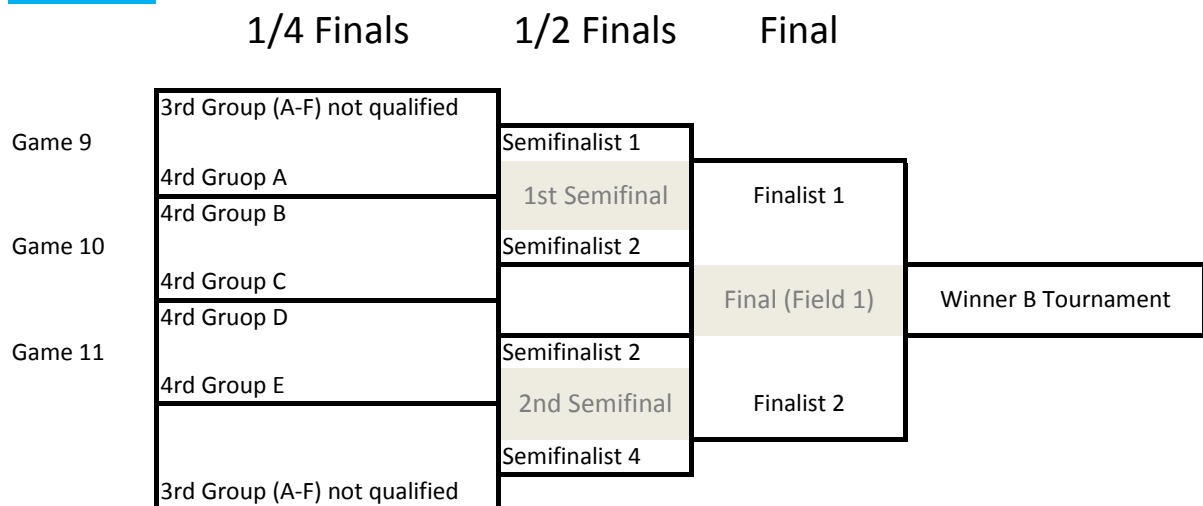 1/4 Finals 1/2 Finals Final
3rd Group (A-F) not qualified
Game 9 Semifinalist 1
4rd Gruop A 1st Semifinal Finalist 1
4rd Group B
Game 10 Semifinalist 2
4rd Group C Final (Field 1) Winner B Tournament
4rd Gruop D
Game 11 Semifinalist 2
4rd Group E 2nd Semifinal Finalist 2
Semifinalist 4
3rd Group (A-F) not qualified